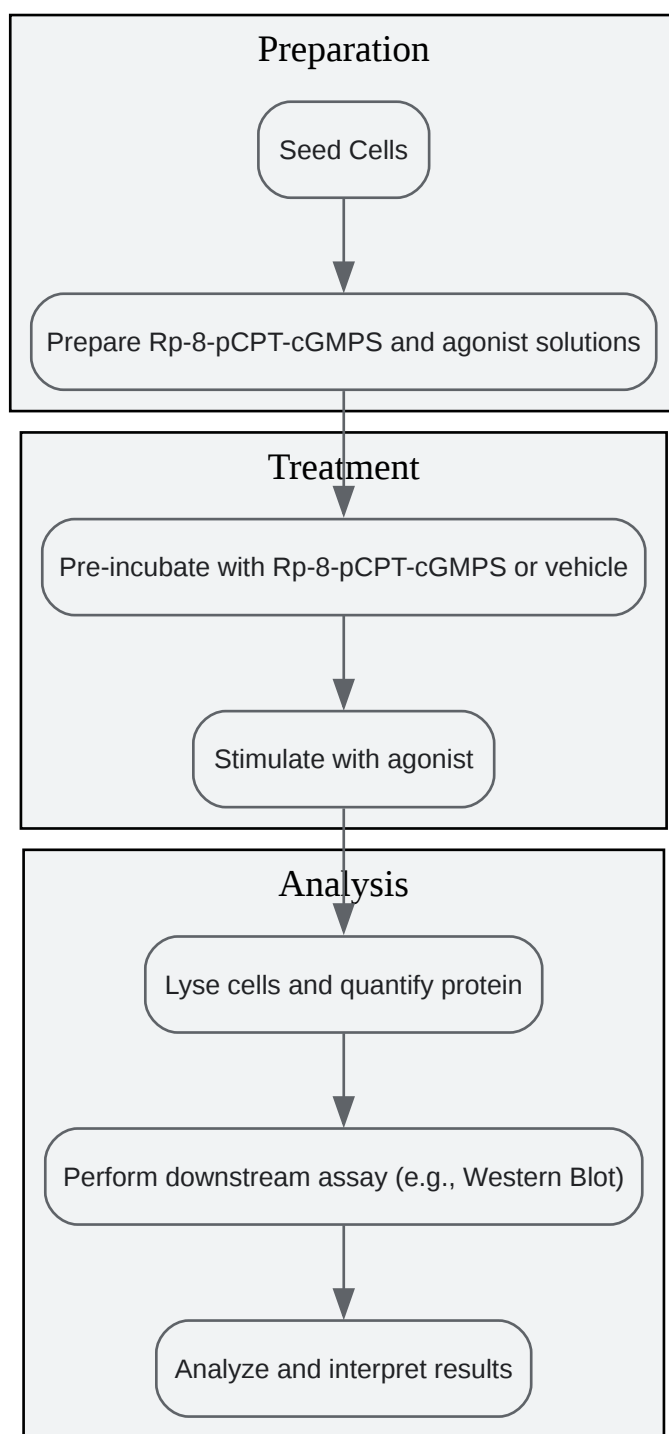 Preparation
Seed Cells
Prepare Rp-8-pCPT-cGMPS and agonist solutions
Treatment
Pre-incubate with Rp-8-pCPT-cGMPS or vehicle
Stimulate with agonist
Analysis
Lyse cells and quantify protein
Perform downstream assay (e.g., Western Blot)
Analyze and interpret results